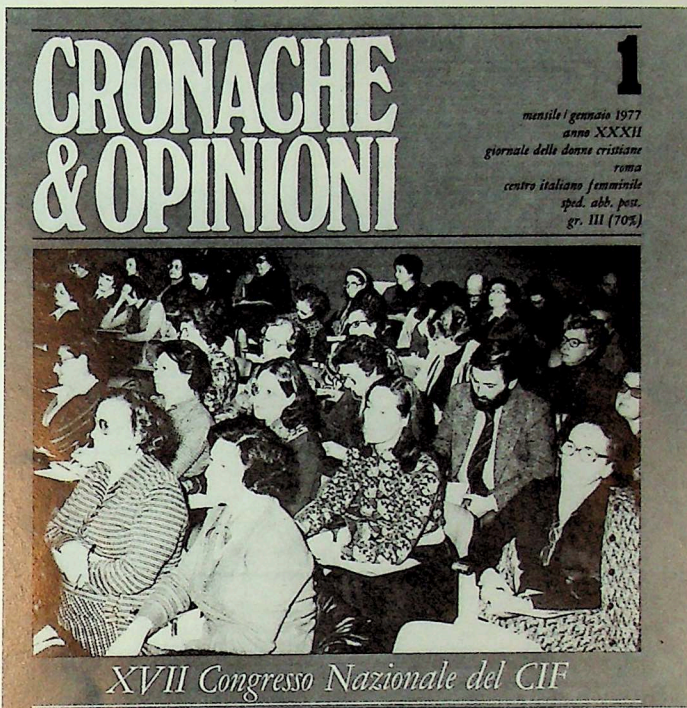 CRONACHE
& OPINIONI
1
mensile / gennaio 1977
anno XXXII
giornale delle donne cristiane
roma
centro italiano femminile
sped. abb. post.
gr. III (70%)
XVII Congresso Nazionale del CIF